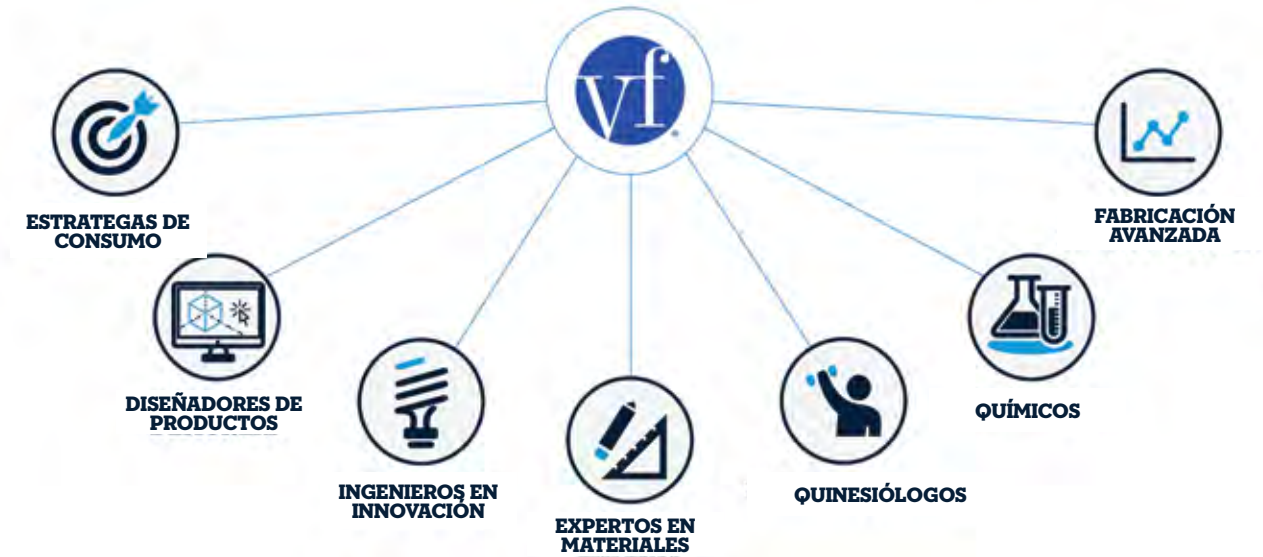 vf
ESTRATEGAS DE
CONSUMO
DISEÑADORES DE
PRODUCTOS
INGENIEROS EN
INNOVACIÓN
EXPERTOS EN
MATERIALES
QUINESIÓLOGOS
QUÍMICOS
FABRICACIÓN
AVANZADA